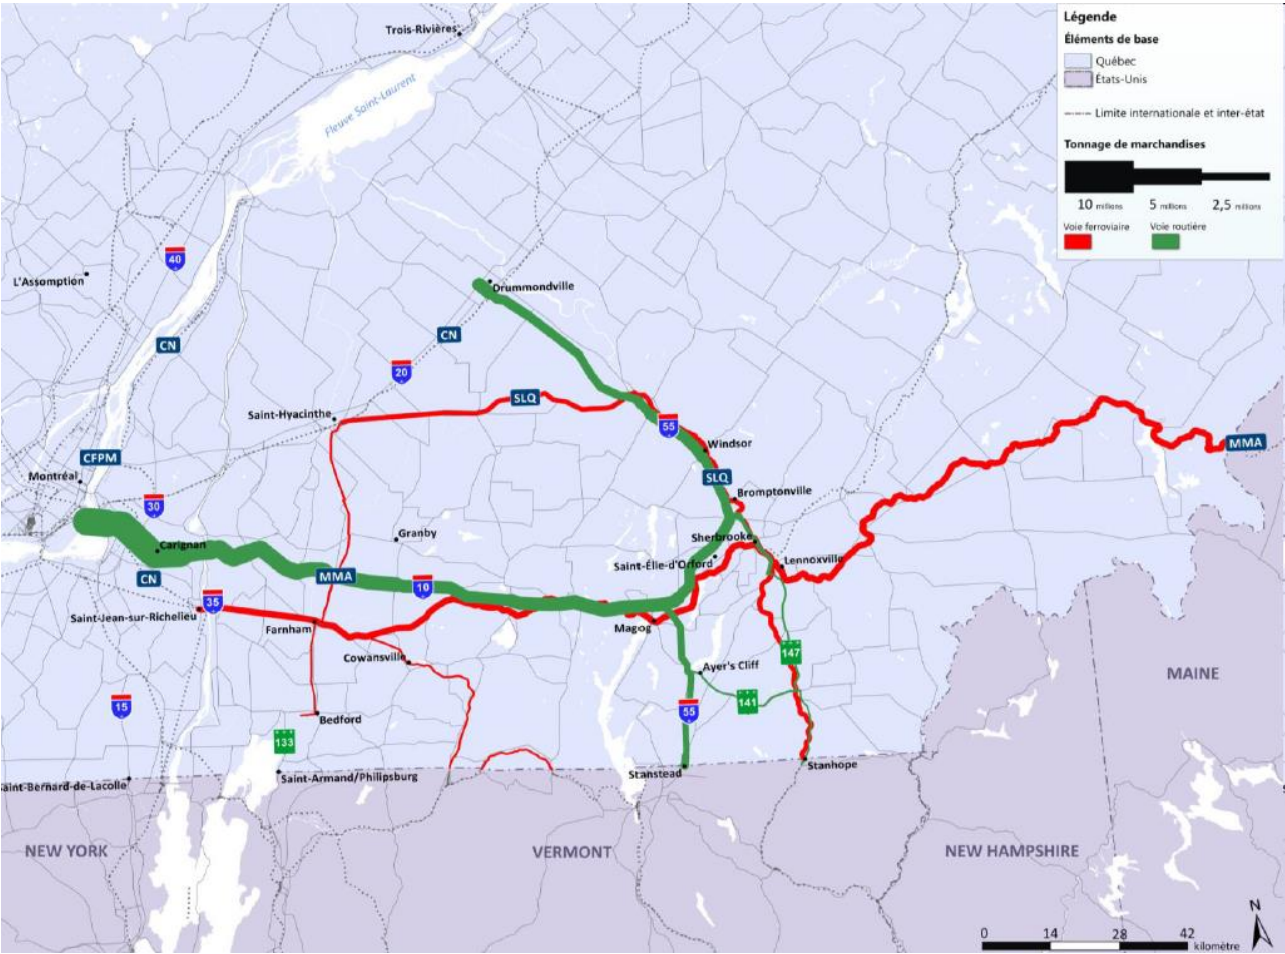 Légende
Éléments de base
Québec
États-Unis
Limite internationale et inter-état
Tonnage de marchandises
10 millions 5 millions 2,5 millions
Voie ferroviaire Voie routière
Trois-Rivières
Fleuve Saint-Laurent
40
L'Assomption
Drummondville
CN
CN
20
SLQ
Saint-Hyacinthe
55
Windsor
MMA
CFPM
Montréal
SLQ
Bromptonville
30
Granby
Sherbrooke
Carignan
Saint-Élie-d'Orford
Lennoxville
CN
MMA
10
35
Saint-Jean-sur-Richelieu
Farnham
Magog
Cowansville
147
Ayer's Cliff
MAINE
141
15
55
Bedford
133
Stanhope
Saint-Armand/Philipsburg
Stanstead
aint-Bernard-de-Lacolle
NEW YORK
VERMONT
NEW HAMPSHIRE
N
0 14 28 42
kilomètre